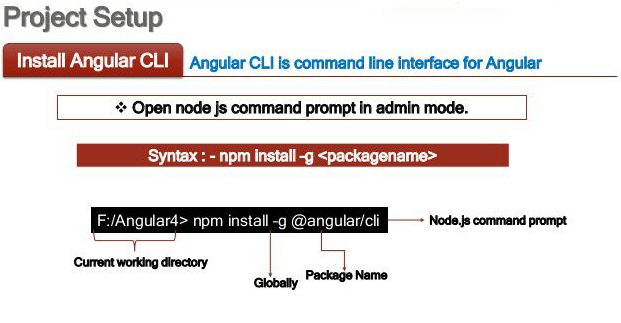 Project Setup
Install Angular CLI
Angular CLI is command line interface for Angular
❖ Open node js command prompt in admin mode.
Syntax : - npm install -g <packagename>
F:/Angular4> npm install -g @angular/cli
Node.js command prompt
Current working directory
Globally
Package Name